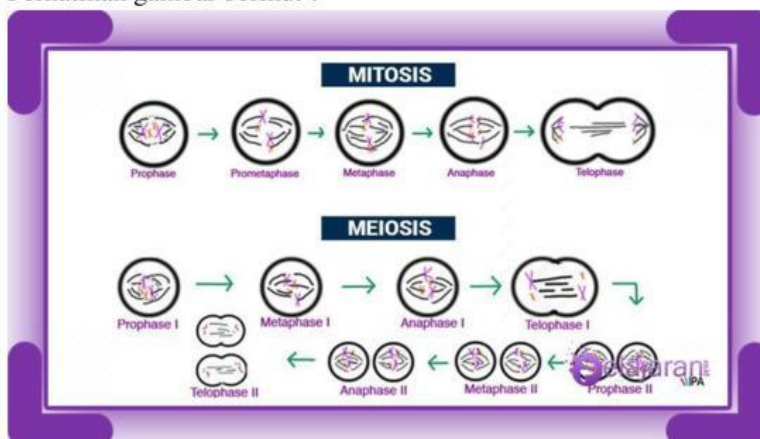 MITOSIS
Prophase
Prometaphase
Metaphase
Anaphase
Telophase
MEIOSIS
Prophase I
Metaphase I
Anaphase I
Telophase I
Telophase II
Anaphase II
Metaphase II
Prophase II
IPA